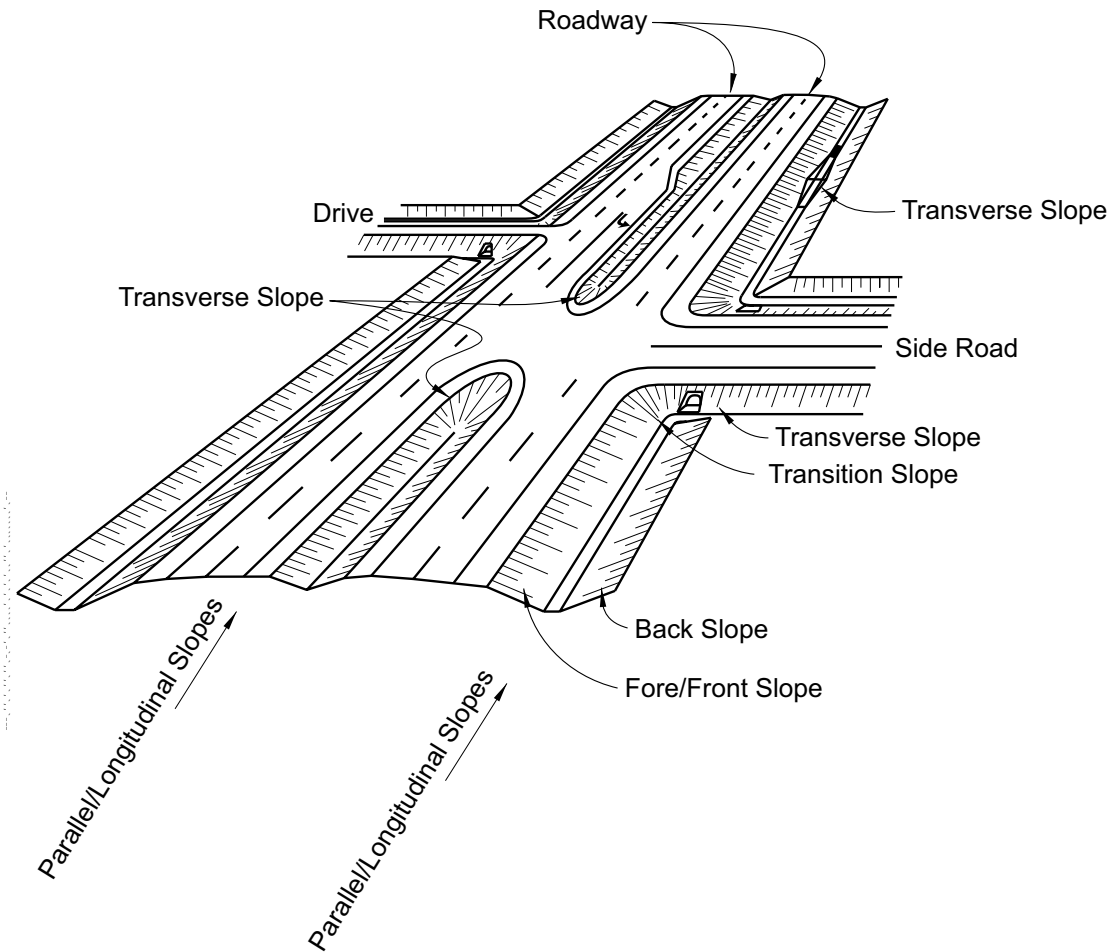 Roadway
Drive
Transverse Slope
Transverse Slope
Side Road
Transverse Slope
Transition Slope
Back Slope
Fore/Front Slope
Parallel/Longitudinal Slopes
Parallel/Longitudinal Slopes